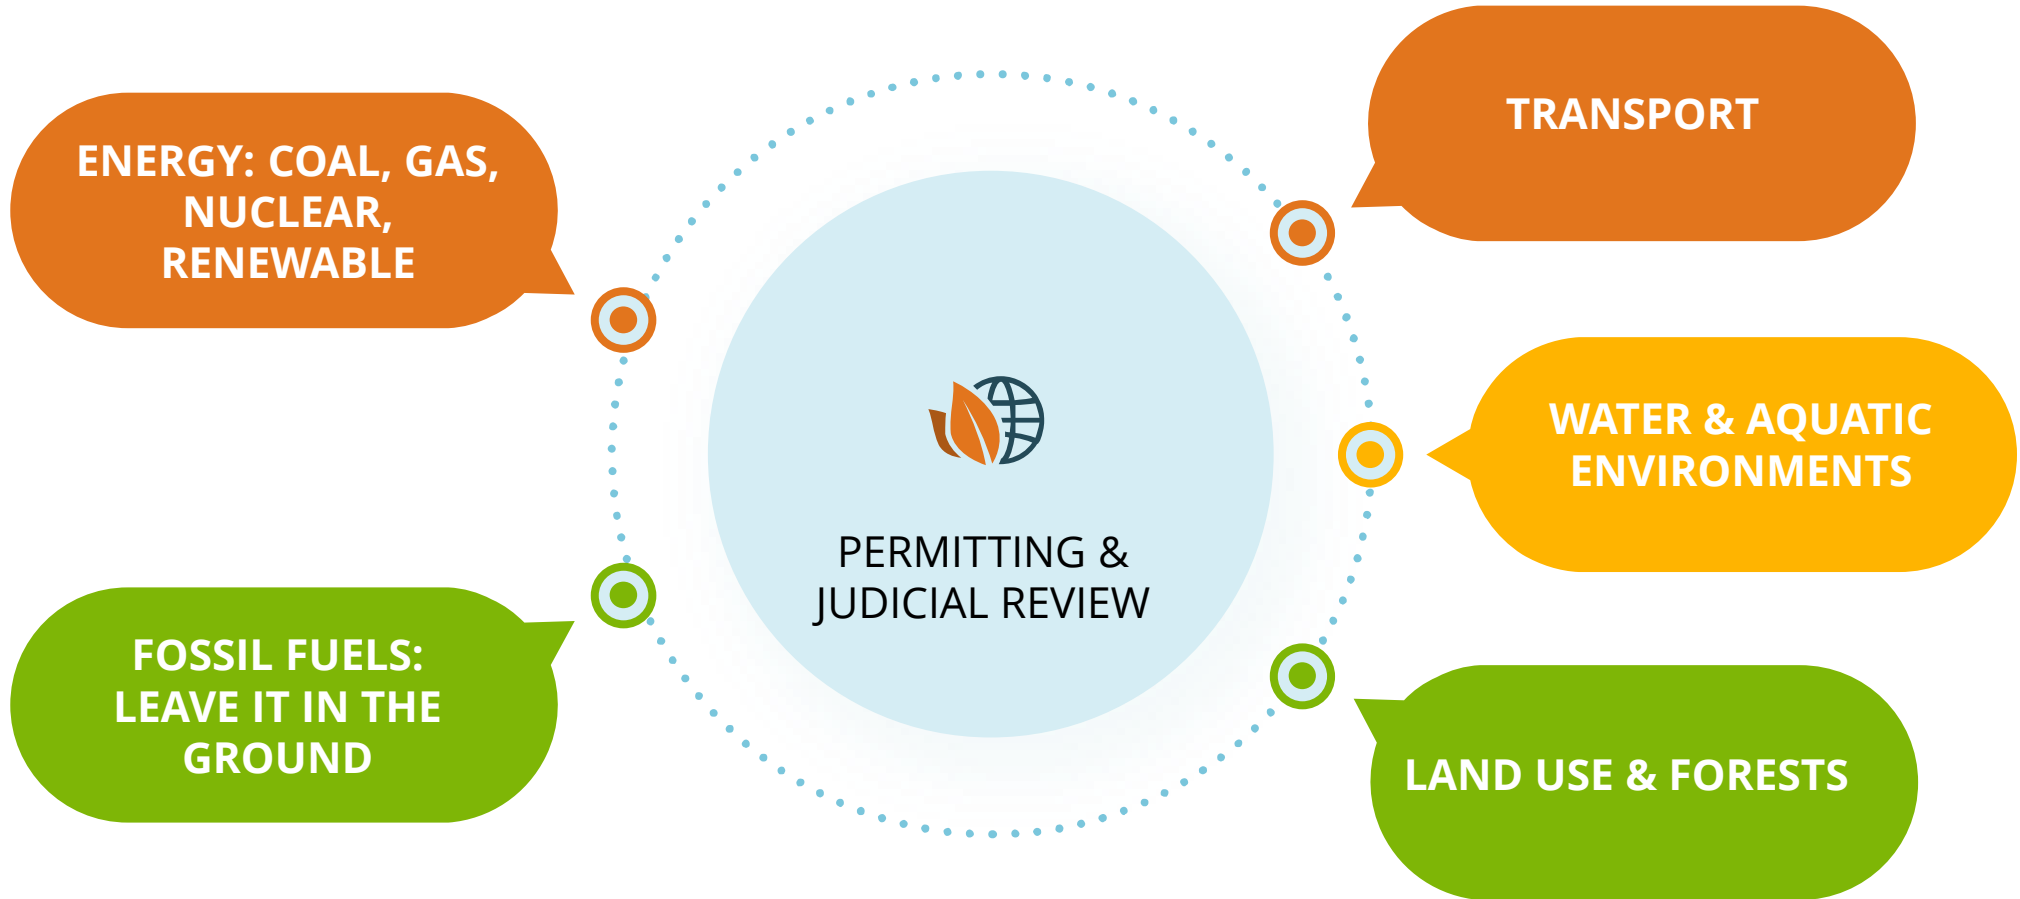 ENERGY: COAL, GAS,
NUCLEAR,
RENEWABLE
FOSSIL FUELS:
LEAVE IT IN THE
GROUND
PERMITTING &
JUDICIAL REVIEW
TRANSPORT
WATER & AQUATIC
ENVIRONMENTS
LAND USE & FORESTS